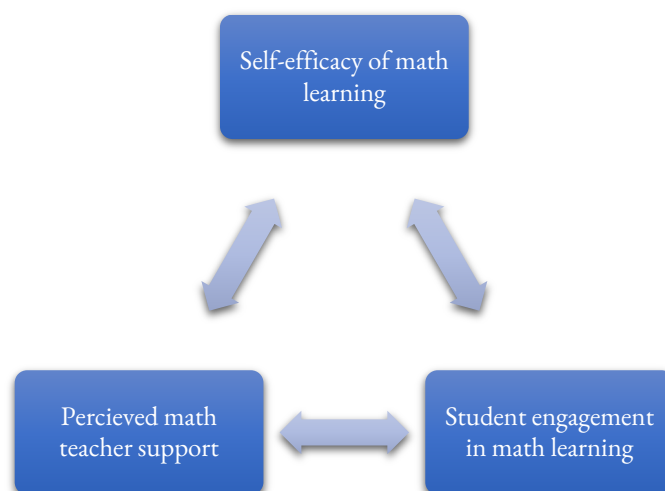 Self-efficacy of math
learning
Percieved math
teacher support
Student engagement
in math learning